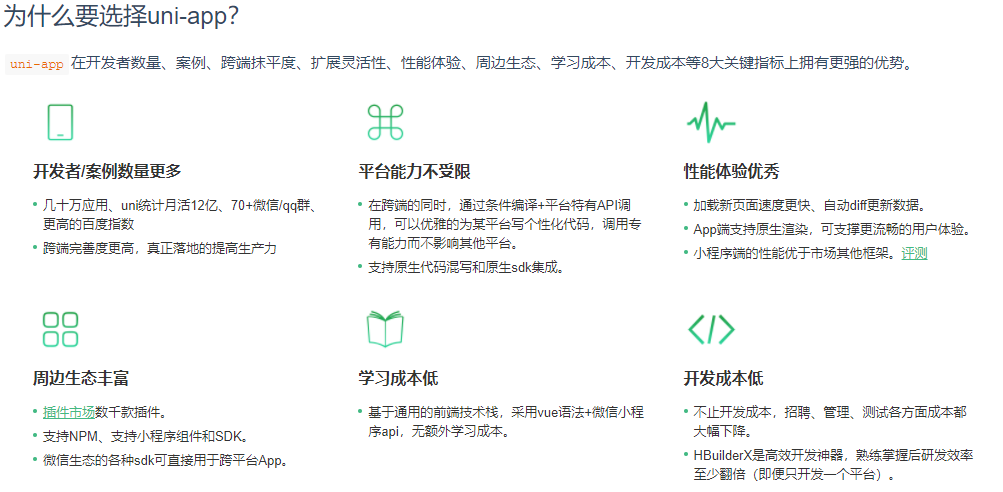 为什么要选择uni-app？
uni-app 在开发者数量、案例、跨端抹平度、扩展灵活性、性能体验、周边生态、学习成本、开发成本等8大关键指标上拥有更强的优势。
开发者/案例数量更多
几十万应用、uni统计月活12亿、70+微信/qq群、
更高的百度指数
跨端完善度更高，真正落地的提高生产力
平台能力不受限
在跨端的同时，通过条件编译+平台特有API调
用，可以优雅的为某平台写个性化代码，调用专
有能力而不影响其他平台。
支持原生代码混写和原生sdk集成。
性能体验优秀
加载新页面速度更快、自动diff更新数据。
App端支持原生渲染，可支撑更流畅的用户体验。
小程序端的性能优于市场其他框架。评测
周边生态丰富
插件市场数千款插件。
支持NPM、支持小程序组件和SDK。
微信生态的各种sdk可直接用于跨平台App。
学习成本低
基于通用的前端技术栈，采用vue语法+微信小程
序api，无额外学习成本。
开发成本低
不止开发成本，招聘、管理、测试各方面成本都
大幅下降。
HBuilderX是高效开发神器，熟练掌握后研发效率
至少翻倍（即便只开发一个平台）。